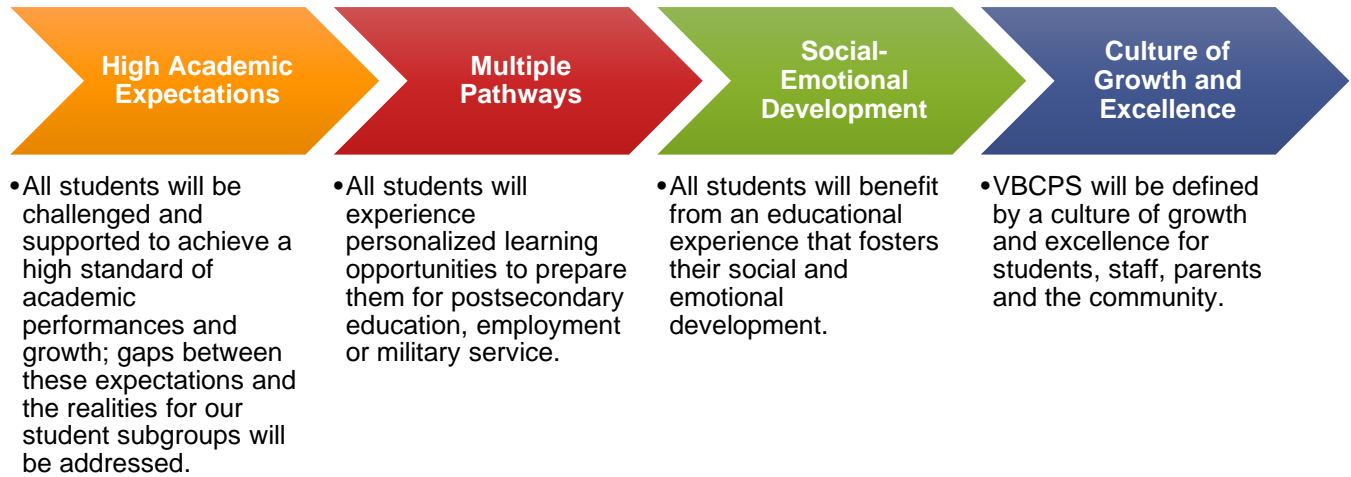 High Academic
Expectations
•All students will be
challenged and
supported to achieve a
high standard of
academic
performances and
growth; gaps between
these expectations and
the realities for our
student subgroups will
be addressed.
Multiple
Pathways
•All students will
experience
personalized learning
opportunities to prepare
them for postsecondary
education, employment
or military service.
Social-
Emotional
Development
•All students will benefit
from an educational
experience that fosters
their social and
emotional
development.
Culture of
Growth and
Excellence
•VBCPS will be defined
by a culture of growth
and excellence for
students, staff, parents
and the community.